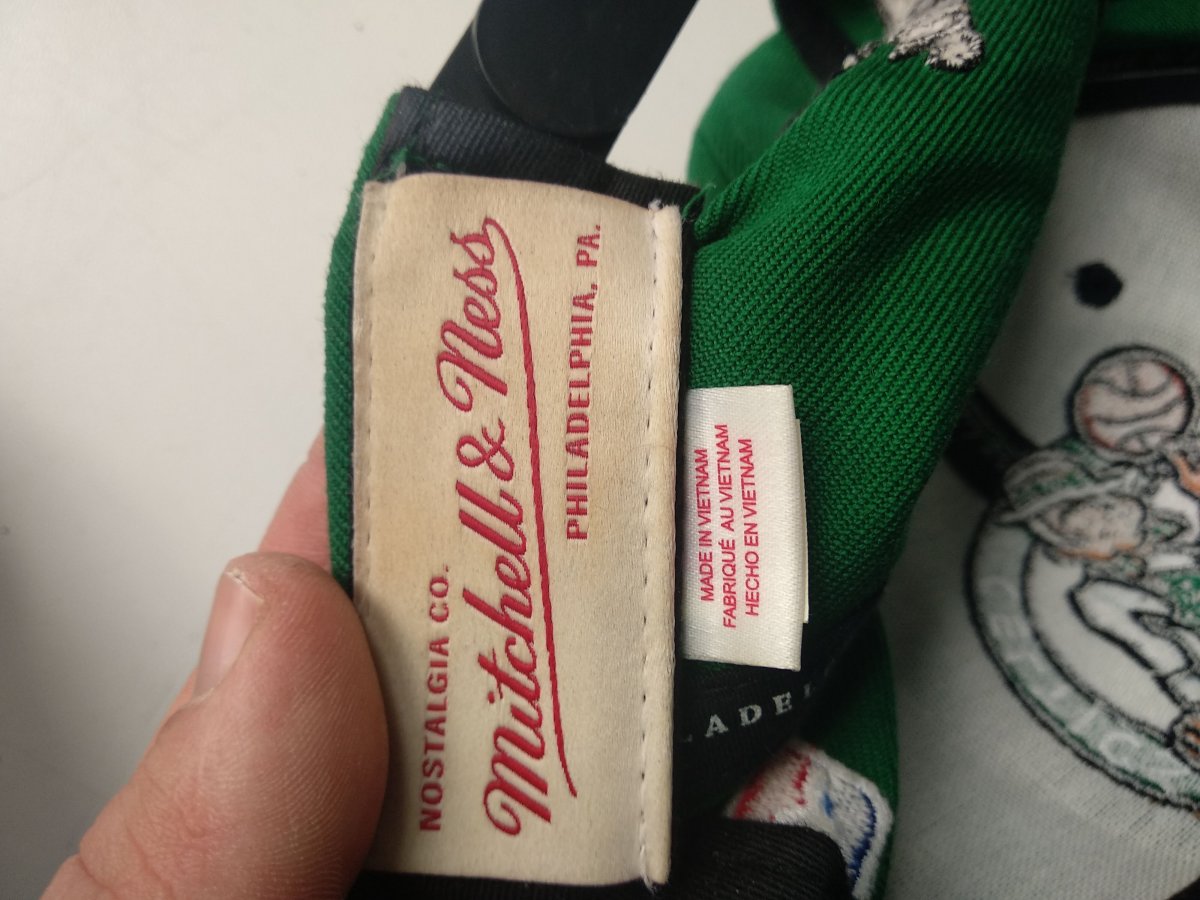 NOSTALGIA CO.
Mitchell & Ness
PHILADELPHIA, PA.
MADE IN VIETNAM
FABRIQUÉ AU VIETNAM
HECHO EN VIETNAM